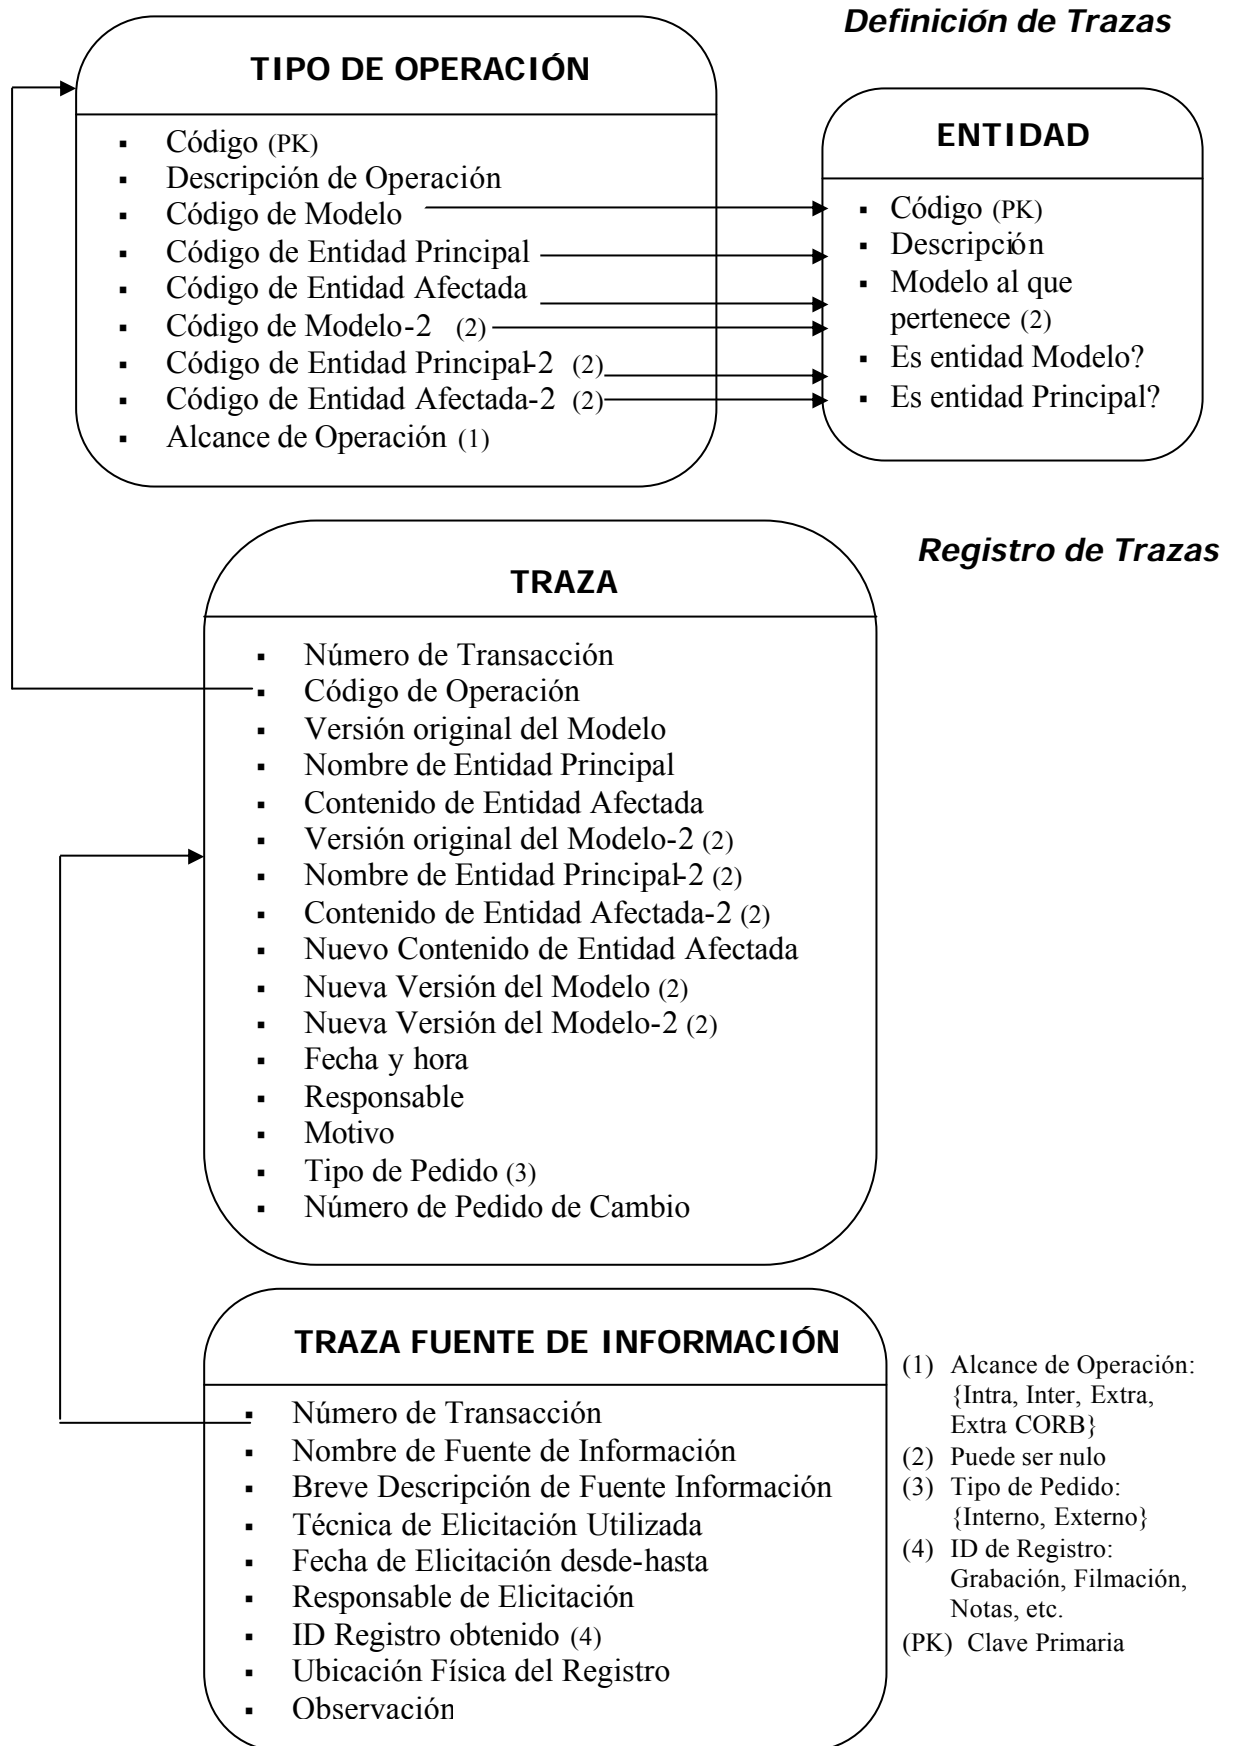 Definición de Trazas
TIPO DE OPERACIÓN
▪ Código (PK)
▪ Descripción de Operación
▪ Código de Modelo
▪ Código de Entidad Principal
▪ Código de Entidad Afectada
▪ Código de Modelo-2 (2)
▪ Código de Entidad Principal-2 (2)
▪ Código de Entidad Afectada-2 (2)
▪ Alcance de Operación (1)
ENTIDAD
▪ Código (PK)
▪ Descripción
▪ Modelo al que
pertenece (2)
▪ Es entidad Modelo?
▪ Es entidad Principal?
Registro de Trazas
TRAZA
▪ Número de Transacción
▪ Código de Operación
▪ Versión original del Modelo
▪ Nombre de Entidad Principal
▪ Contenido de Entidad Afectada
▪ Versión original del Modelo-2 (2)
▪ Nombre de Entidad Principal-2 (2)
▪ Contenido de Entidad Afectada-2 (2)
▪ Nuevo Contenido de Entidad Afectada
▪ Nueva Versión del Modelo (2)
▪ Nueva Versión del Modelo-2 (2)
▪ Fecha y hora
▪ Responsable
▪ Motivo
▪ Tipo de Pedido (3)
▪ Número de Pedido de Cambio
TRAZA FUENTE DE INFORMACIÓN
▪ Número de Transacción
▪ Nombre de Fuente de Información
▪ Breve Descripción de Fuente Información
▪ Técnica de Elicitación Utilizada
▪ Fecha de Elicitación desde-hasta
▪ Responsable de Elicitación
▪ ID Registro obtenido (4)
▪ Ubicación Física del Registro
▪ Observación
(1) Alcance de Operación:
{Intra, Inter, Extra,
Extra CORB}
(2) Puede ser nulo
(3) Tipo de Pedido:
{Interno, Externo}
(4) ID de Registro:
Grabación, Filmación,
Notas, etc.
(PK) Clave Primaria